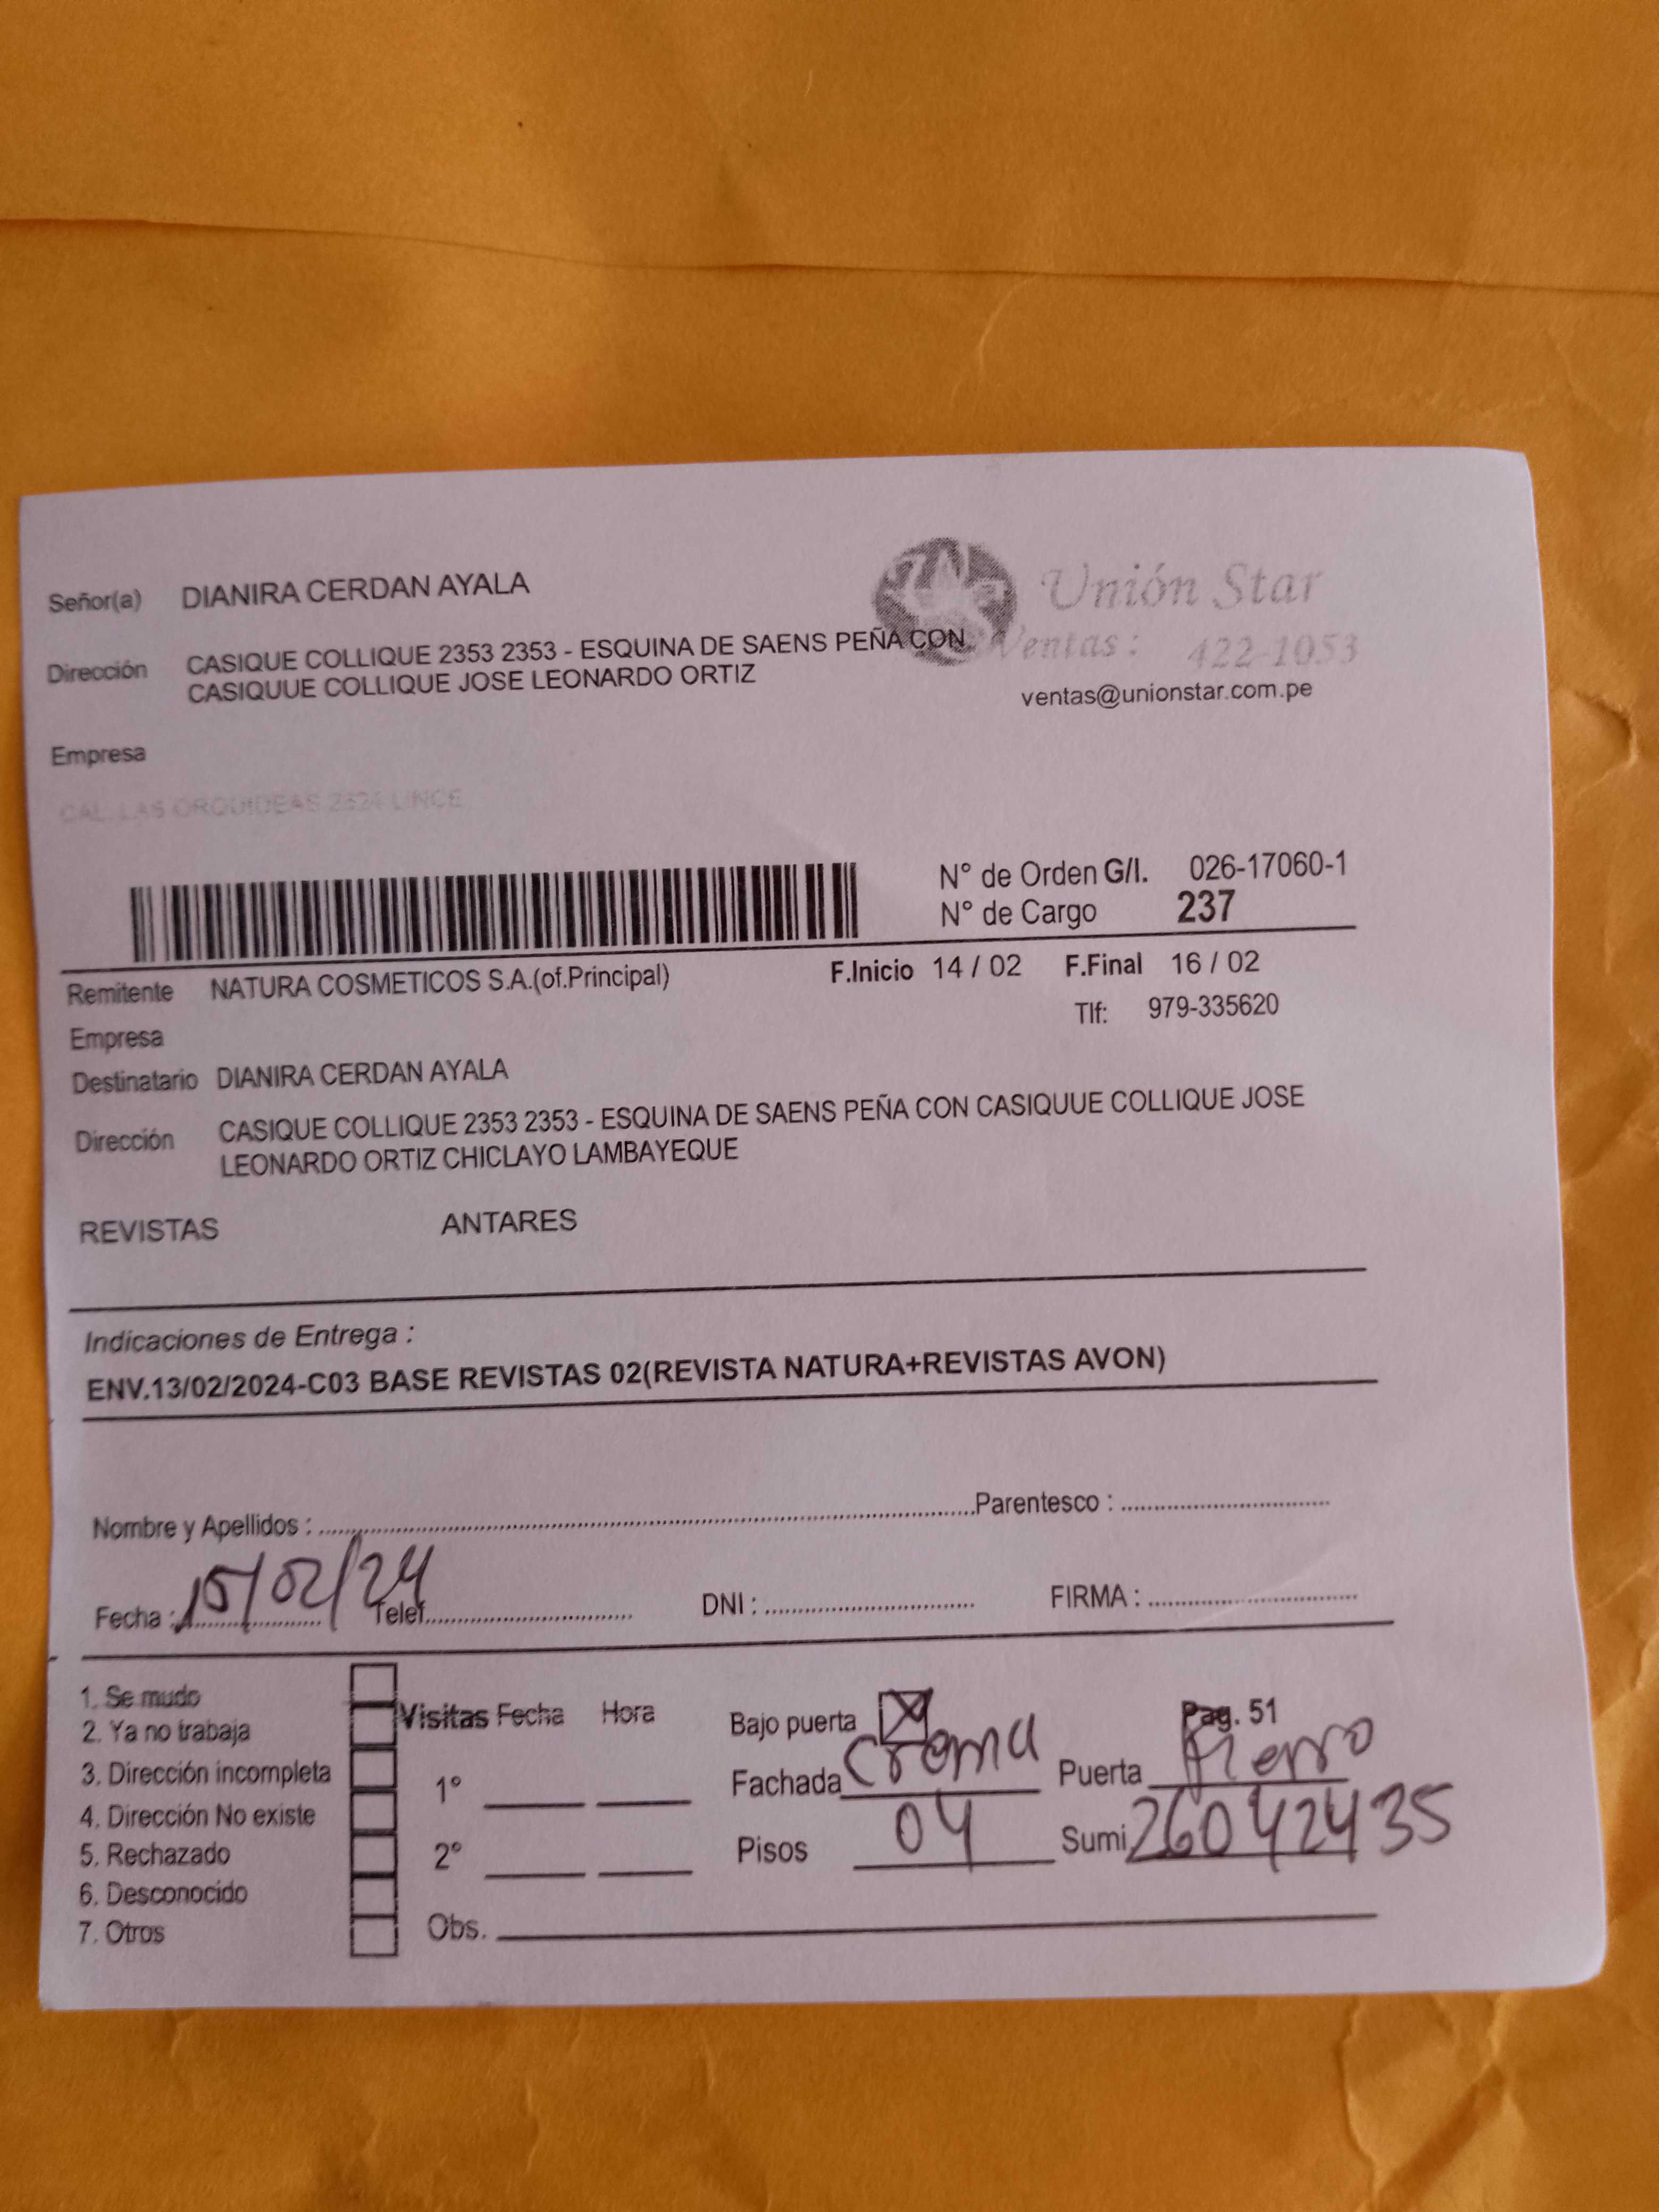 Señor(a) DIANIRA CERDAN AYALA
Unión Star
Ventas: 422-1053
ventas@unionstar.com.pe
Dirección CASIQUE COLLIQUE 2353 2353 - ESQUINA DE SAENS PEÑA CON
CASIQUUE COLLIQUE JOSE LEONARDO ORTIZ
Empresa
CAL. LAS ORQUIDEAS 2624 LINCE
N° de Orden G/I. 026-17060-1
N° de Cargo 237
Remitente NATURA COSMETICOS S.A.(of.Principal) F.Inicio 14 / 02 F.Final 16 / 02
Empresa Tlf: 979-335620
Destinatario DIANIRA CERDAN AYALA
Dirección CASIQUE COLLIQUE 2353 2353 - ESQUINA DE SAENS PEÑA CON CASIQUUE COLLIQUE JOSE
LEONARDO ORTIZ CHICLAYO LAMBAYEQUE
REVISTAS ANTARES
Indicaciones de Entrega :
ENV.13/02/2024-C03 BASE REVISTAS 02(REVISTA NATURA+REVISTAS AVON)
Nombre y Apellidos : Parentesco :
Fecha : 15/02/24 Telef. DNI : FIRMA :
1. Se mudo
2. Ya no trabaja
3. Dirección incompleta
4. Dirección No existe
5. Rechazado
6. Desconocido
7. Otros
Visitas Fecha Hora
1°
2°
Obs.
Bajo puerta Pag. 51
Fachada Crema Puerta Fierro
Pisos 04 Sumi 26042435